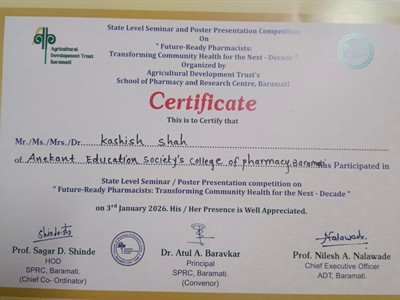 State Level Seminar and Poster Presentation Competition
On
" Future-Ready Pharmacists:
Transforming Community Health for the Next - Decade "
Organized by
Agricultural Development Trust's
School of Pharmacy and Research Centre, Baramati
Agricultural
Development Trust
Baramati
Certificate
This is to Certify that
Mr./Ms./Mrs./Dr. kashish shah
of Anekant Education Society's College of pharmacy, Baramati has Participated in
State Level Seminar / Poster Presentation competition on
" Future-Ready Pharmacists: Transforming Community Health for the Next - Decade "
on 3rd January 2026. His / Her Presence is Well Appreciated.
Shinde
Prof. Sagar D. Shinde
HOD
SPRC, Baramati.
(Chief Co- Ordinator)
Dr. Atul A. Baravkar
Principal
SPRC, Baramati.
(Convenor)
Nalawade
Prof. Nilesh A. Nalawade
Chief Executive Officer
ADT, Baramati.